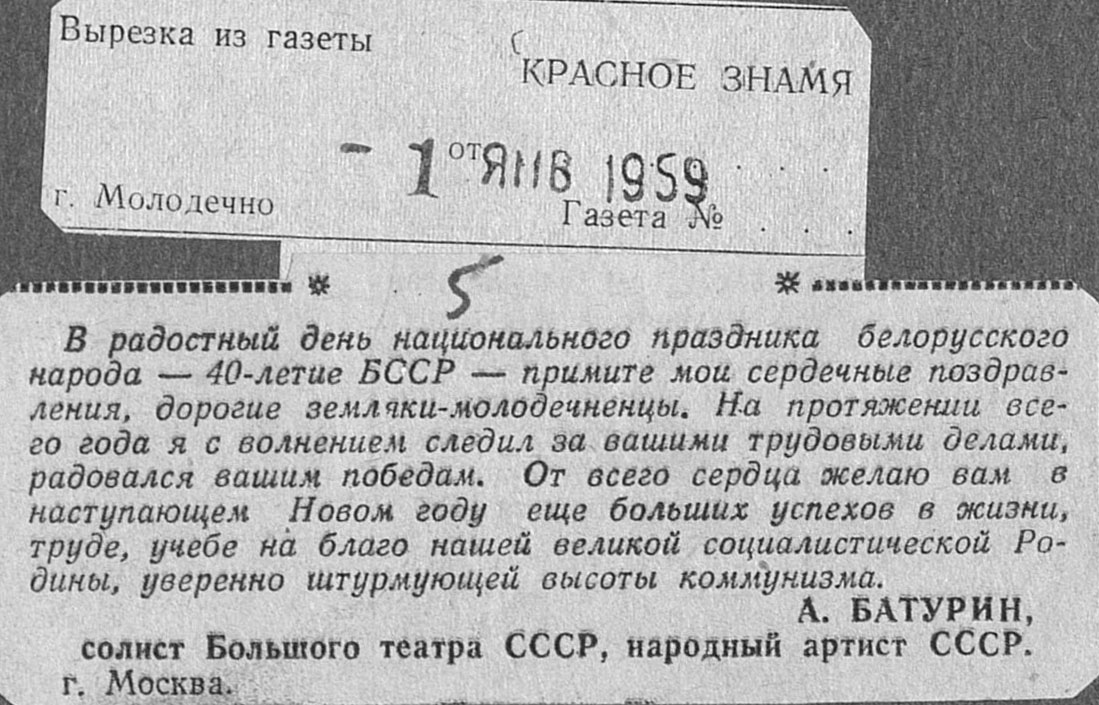 Вырезка из газеты
КРАСНОЕ ЗНАМЯ
- 1 от ЯНВ 1959 . . .
г. Молодечно
Газета № . . .
5
В радостный день национального праздника белорусского
народа — 40-летие БССР — примите мои сердечные поздрав-
ления, дорогие земляки-молодечненцы. На протяжении все-
го года я с волнением следил за вашими трудовыми делами,
радовался вашим победам. От всего сердца желаю вам в
наступающем Новом году еще больших успехов в жизни,
труде, учебе на благо нашей великой социалистической Ро-
дины, уверенно штурмующей высоты коммунизма.
А. БАТУРИН,
солист Большого театра СССР, народный артист СССР.
г. Москва.